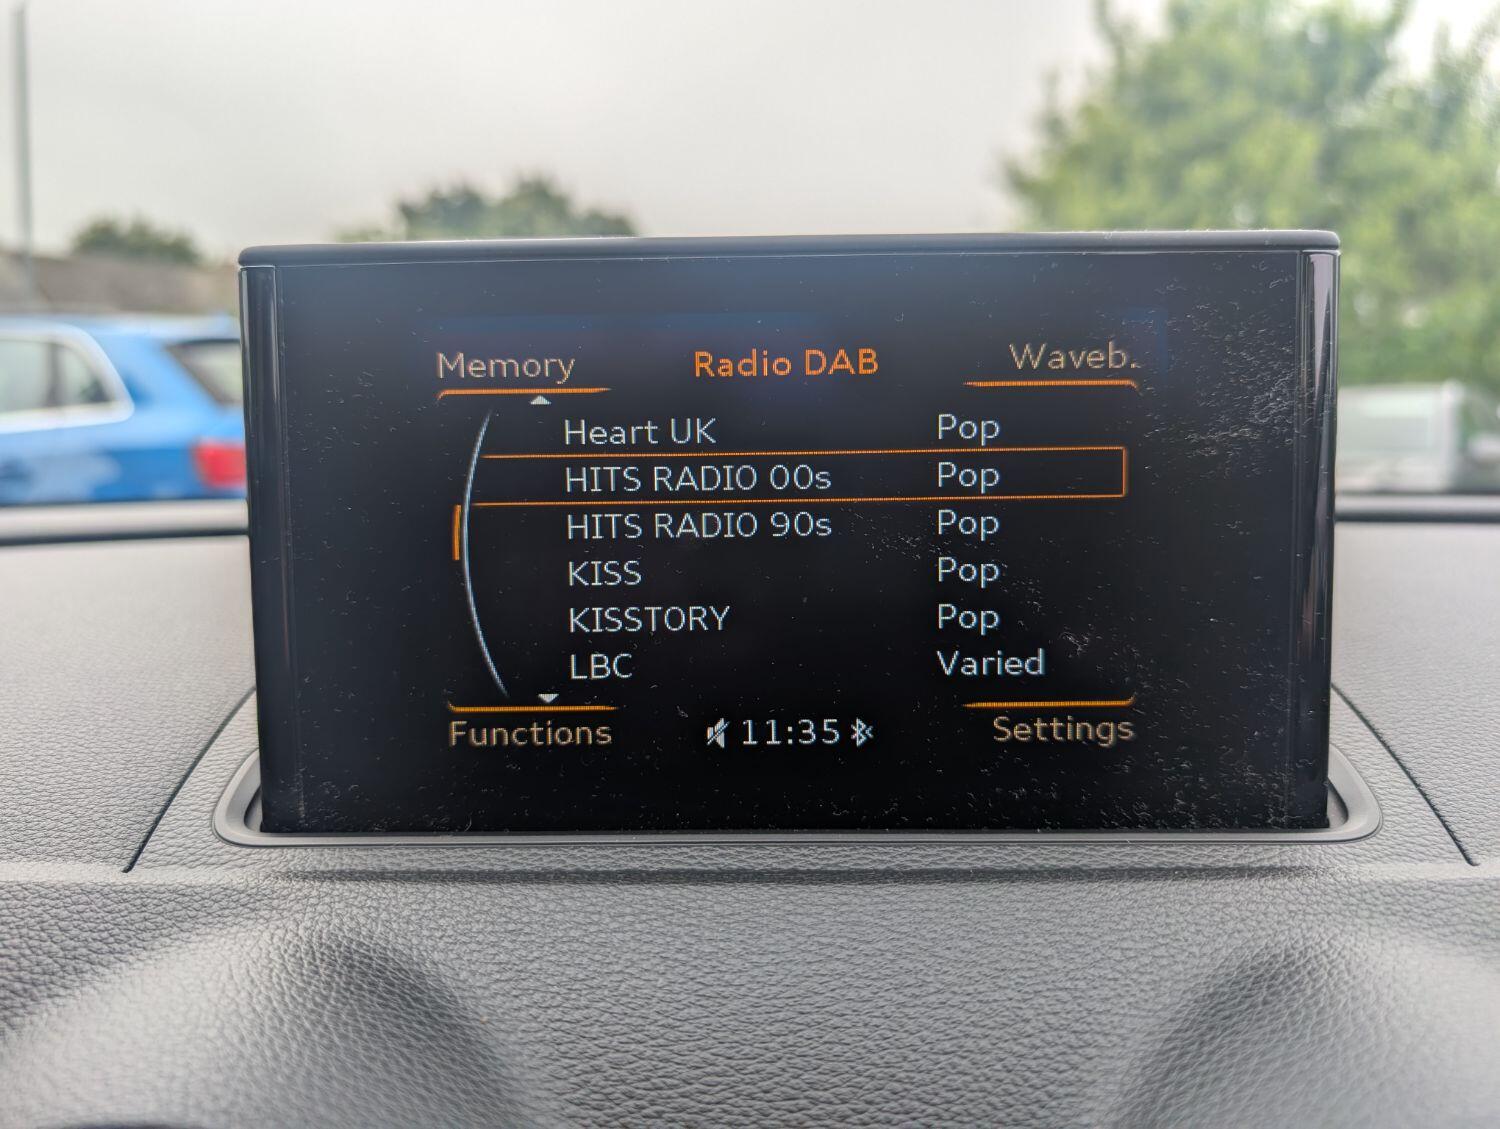 Memory Radio DAB Waveb.
Heart UK Pop
HITS RADIO 00s Pop
HITS RADIO 90s Pop
KISS Pop
KISSTORY Pop
LBC Varied
Functions 11:35 Settings